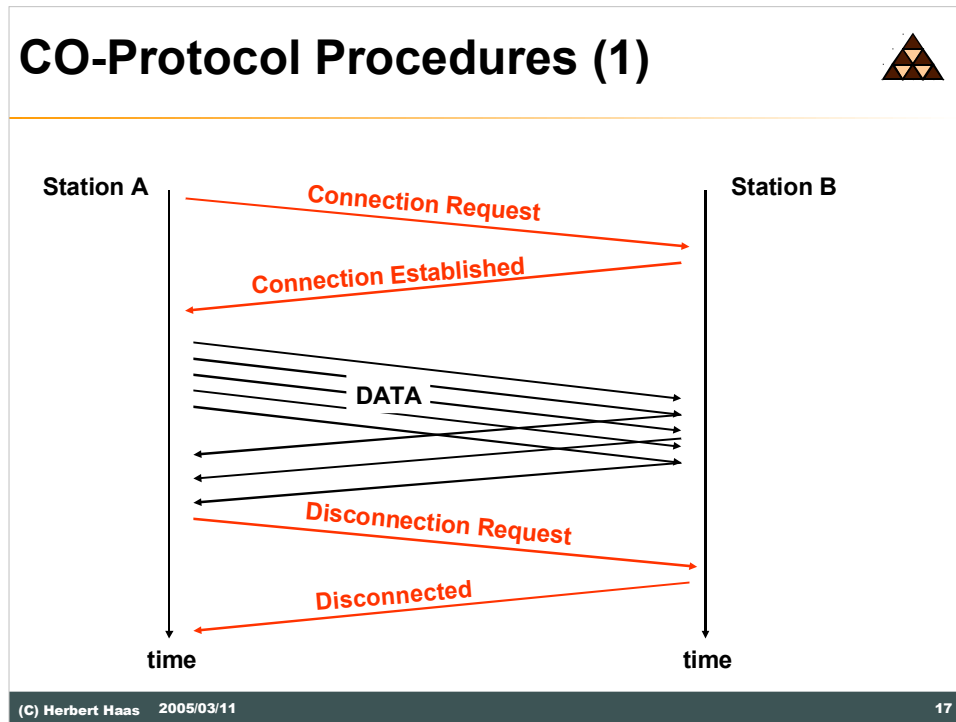 CO-Protocol Procedures (1)
Station A
Station B
Connection Request
Connection Established
DATA
Disconnection Request
Disconnected
time
time
(C) Herbert Haas 2005/03/11
17